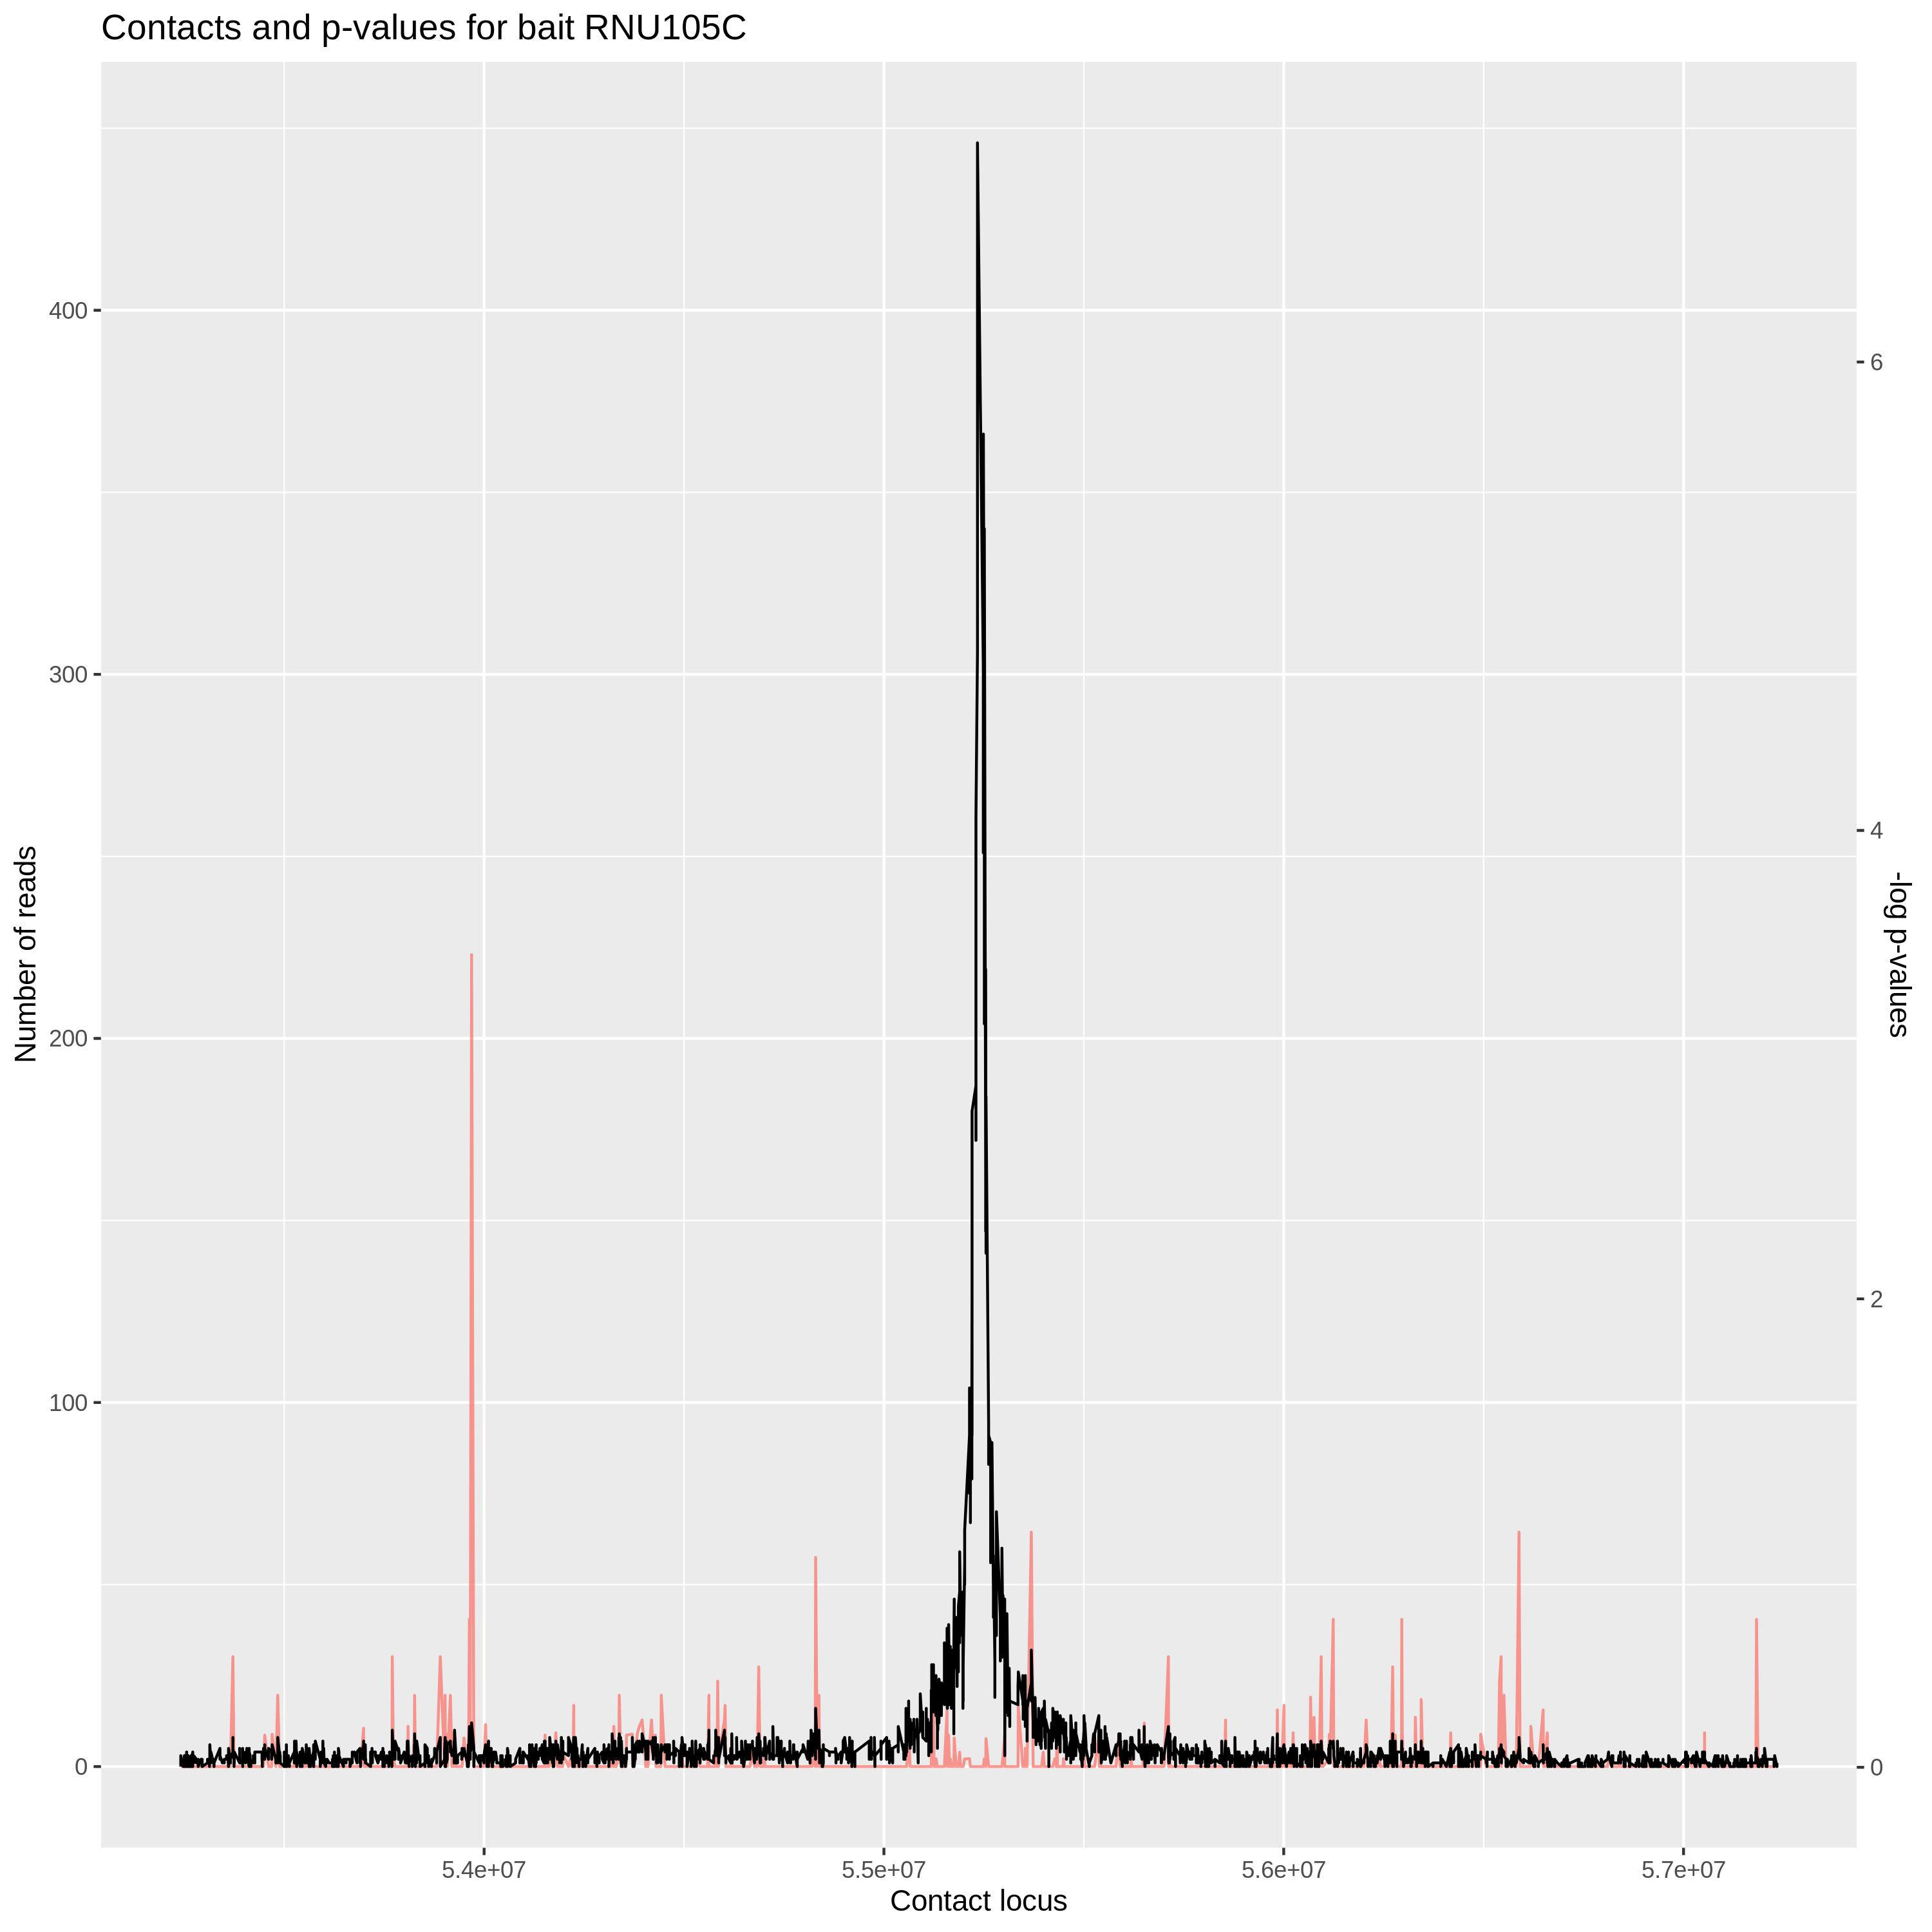 Contacts and p-values for bait RNU105C
Number of reads
400
300
200
100
0
6
4
2
0
-log p-values
5.4e+07 5.5e+07 5.6e+07 5.7e+07
Contact locus